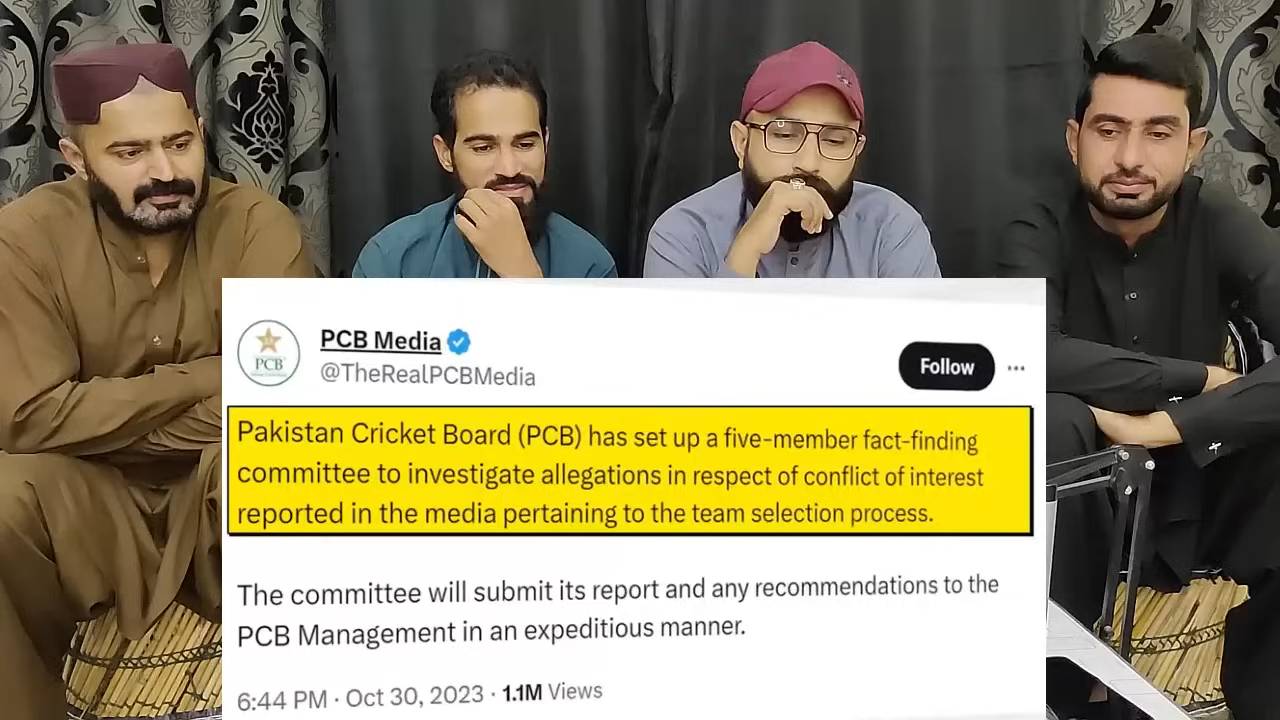 PCB
PCB Media
@TheRealPCBMedia
Follow
Pakistan Cricket Board (PCB) has set up a five-member fact-finding
committee to investigate allegations in respect of conflict of interest
reported in the media pertaining to the team selection process.
The committee will submit its report and any recommendations to the
PCB Management in an expeditious manner.
6:44 PM · Oct 30, 2023 · 1.1M Views